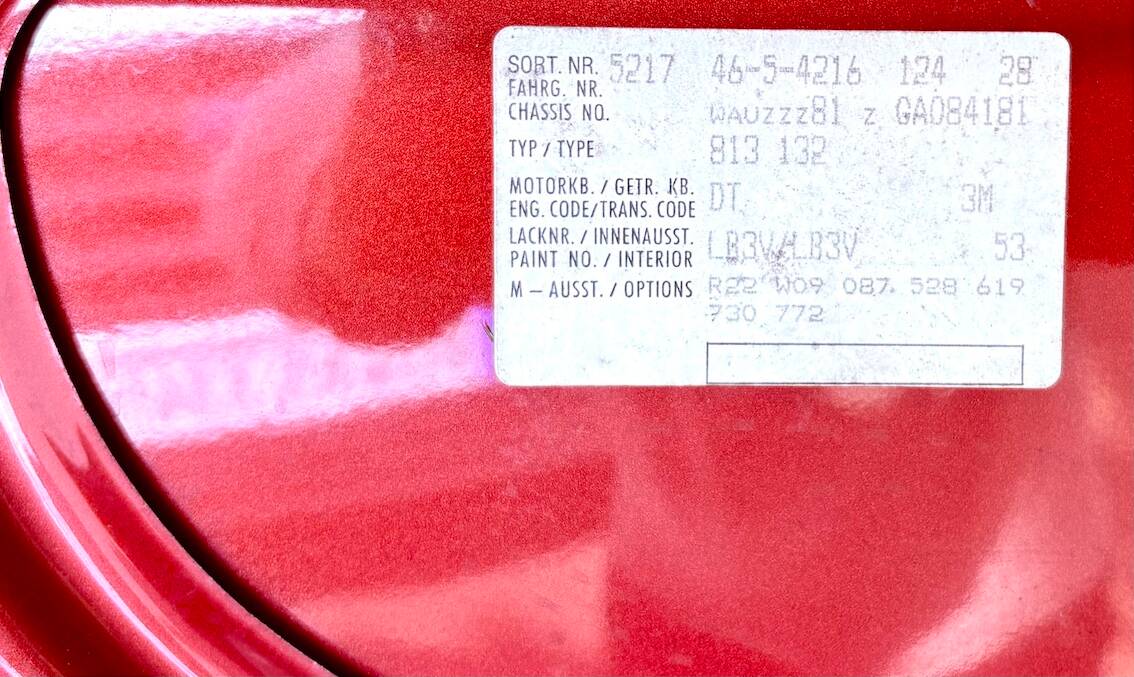 SORT. NR. 5217 46-5-4216 124 28
FAHRG. NR.
CHASSIS NO. WAUZZZ81 Z GA084181
TYP / TYPE 813 132
MOTORKB. / GETR. KB.
ENG. CODE/TRANS. CODE DT 3M
LACKNR. / INNENAUSST.
PAINT NO. / INTERIOR LB3V/LB3V 53
M – AUSST. / OPTIONS R22 W09 087 528 619
730 772